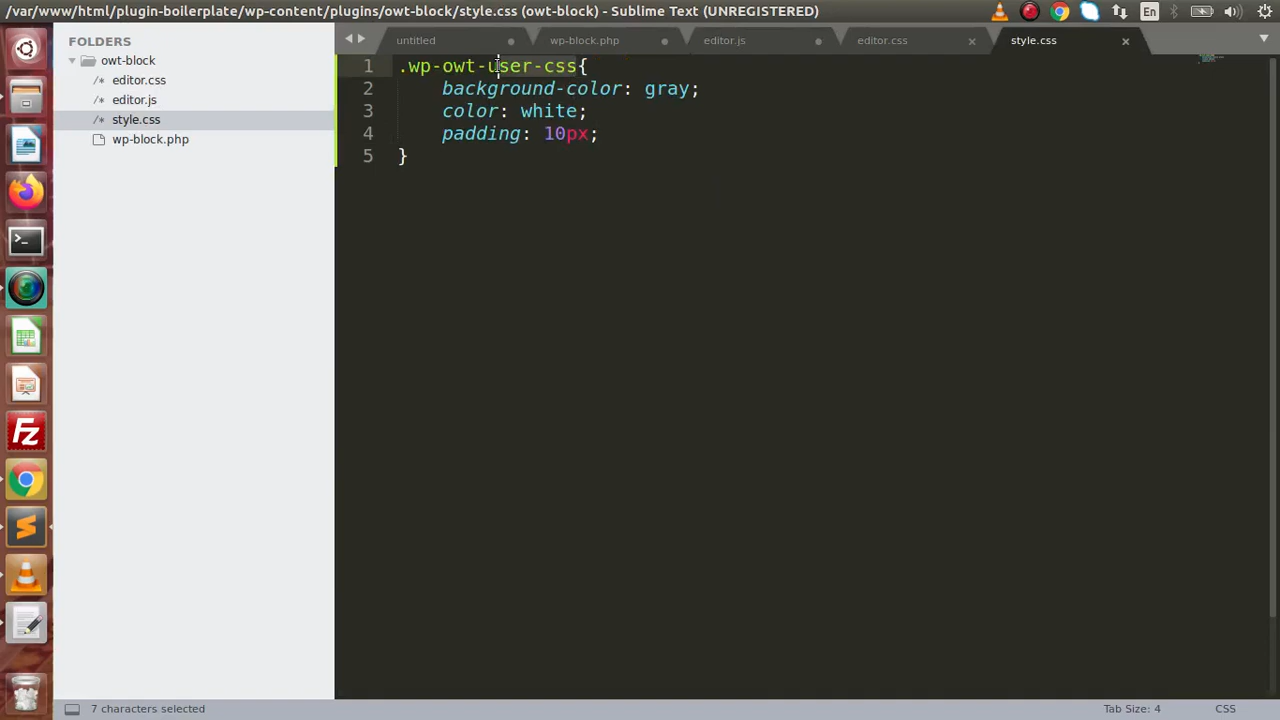 /var/www/html/plugin-boilerplate/wp-content/plugins/owt-block/style.css (owt-block) - Sublime Text (UNREGISTERED)
En
FOLDERS
owt-block
/* editor.css
/* editor.js
/* style.css
wp-block.php
untitled
wp-block.php
editor.js
editor.css
style.css
1 .wp-owt-user-css{
2 background-color: gray;
3 color: white;
4 padding: 10px;
5 }
7 characters selected
Tab Size: 4
CSS